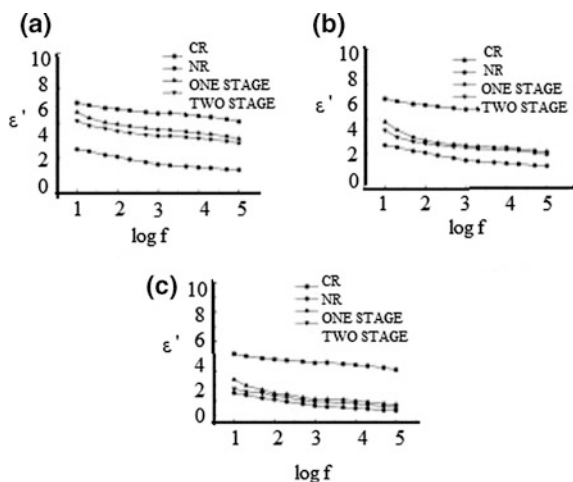 (a)
10
8
6
4
2
0
ε'
CR
NR
ONE STAGE
TWO STAGE
1 2 3 4 5
log f
(b)
10
8
6
4
2
0
ε'
CR
NR
ONE STAGE
TWO STAGE
1 2 3 4 5
log f
(c)
10
8
6
4
2
0
ε'
CR
NR
ONE STAGE
TWO STAGE
1 2 3 4 5
log f